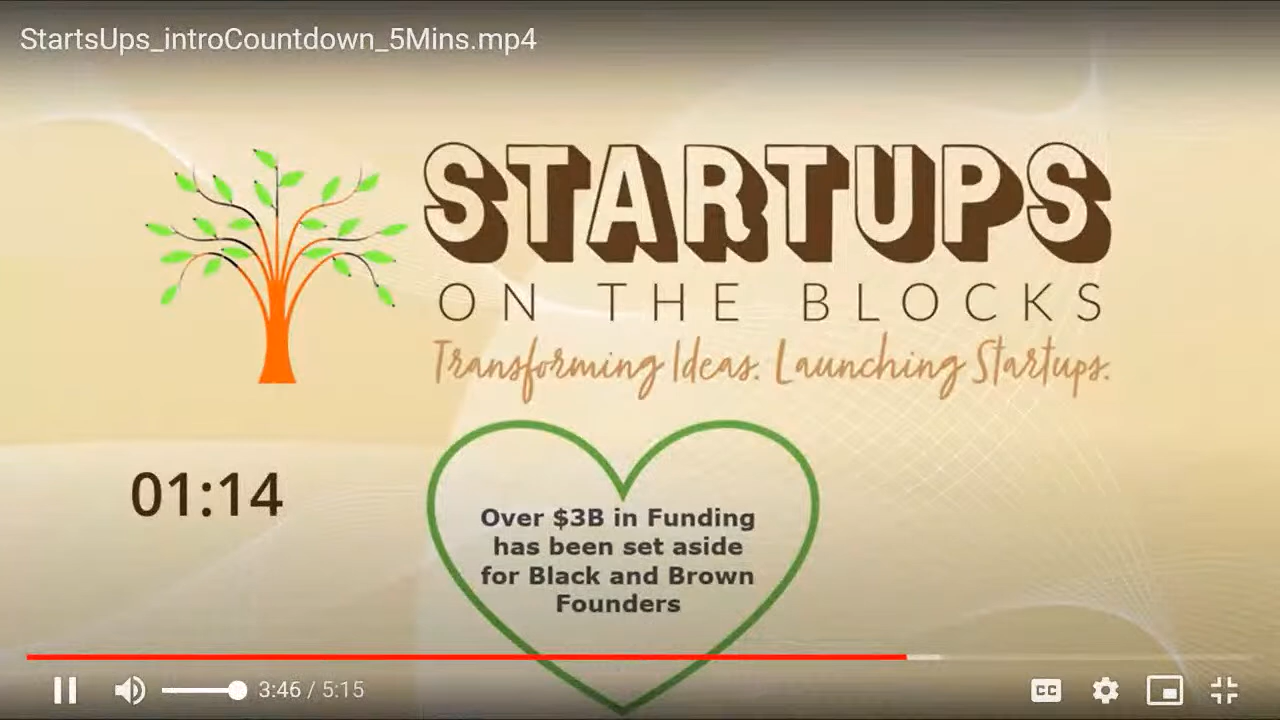 StartsUps_introCountdown_5Mins.mp4
STARTUPS
ON THE BLOCKS
Transforming Ideas. Launching Startups.
01:14
Over $3B in Funding
has been set aside
for Black and Brown
Founders
3:46 / 5:15
CC